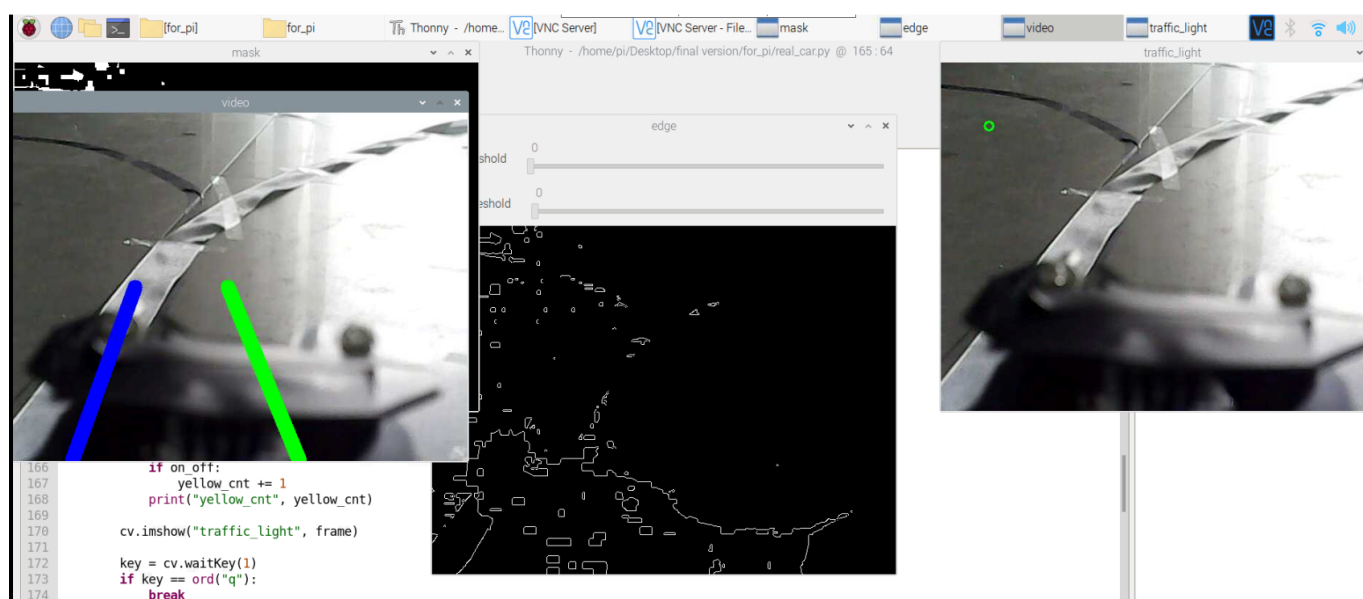 [for_pi]
for_pi
Thonny - /home...
[VNC Server]
[VNC Server - File...
mask
edge
video
traffic_light
mask
Thonny - /home/pi/Desktop/final version/for_pi/real_car.py @ 165 : 64
traffic_light
video
edge
shold
0
eshold
0
166 if on_off:
167 yellow_cnt += 1
168 print("yellow_cnt", yellow_cnt)
169
170 cv.imshow("traffic_light", frame)
171
172 key = cv.waitKey(1)
173 if key == ord("q"):
174 break